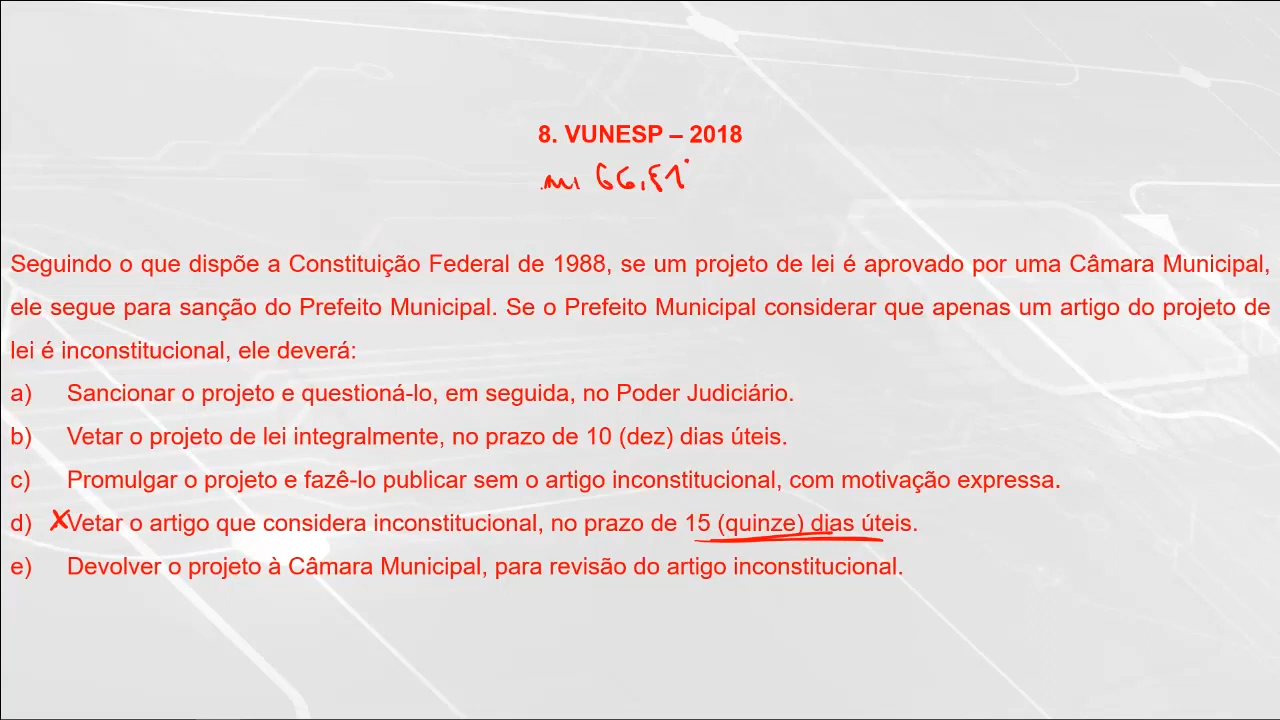 8. VUNESP – 2018
66, §1º
Seguindo o que dispõe a Constituição Federal de 1988, se um projeto de lei é aprovado por uma Câmara Municipal,
ele segue para sanção do Prefeito Municipal. Se o Prefeito Municipal considerar que apenas um artigo do projeto de
lei é inconstitucional, ele deverá:
a) Sancionar o projeto e questioná-lo, em seguida, no Poder Judiciário.
b) Vetar o projeto de lei integralmente, no prazo de 10 (dez) dias úteis.
c) Promulgar o projeto e fazê-lo publicar sem o artigo inconstitucional, com motivação expressa.
d) X Vetar o artigo que considera inconstitucional, no prazo de 15 (quinze) dias úteis.
e) Devolver o projeto à Câmara Municipal, para revisão do artigo inconstitucional.